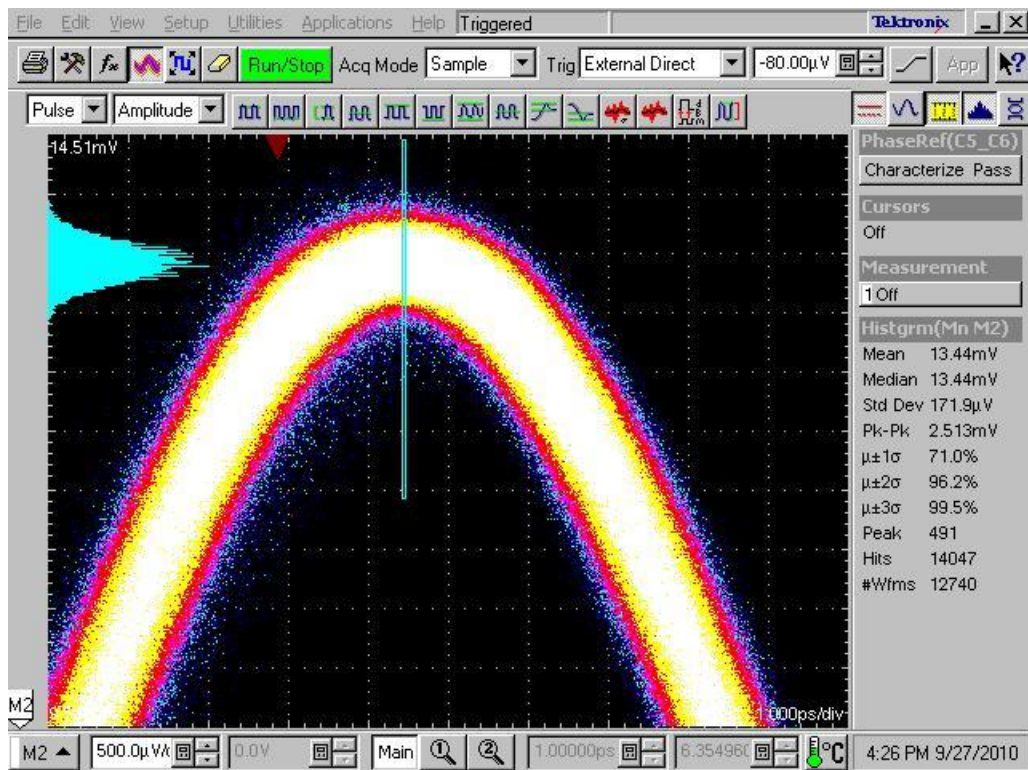 File Edit View Setup Utilities Applications Help Triggered Tektronix
Run/Stop Acq Mode Sample Trig External Direct -80.00µV App
Pulse Amplitude
14.51mV
PhaseRef(C5_C6)
Characterize Pass
Cursors
Off
Measurement
1 Off
Histgrm(Mn M2)
Mean 13.44mV
Median 13.44mV
Std Dev 171.9µV
Pk-Pk 2.513mV
µ±1σ 71.0%
µ±2σ 96.2%
µ±3σ 99.5%
Peak 491
Hits 14047
#Wfms 12740
M2
1.000ps/div
M2 500.0µV/ 0.0V Main 1 2 1.00000ps 6.35496 °C 4:26 PM 9/27/2010